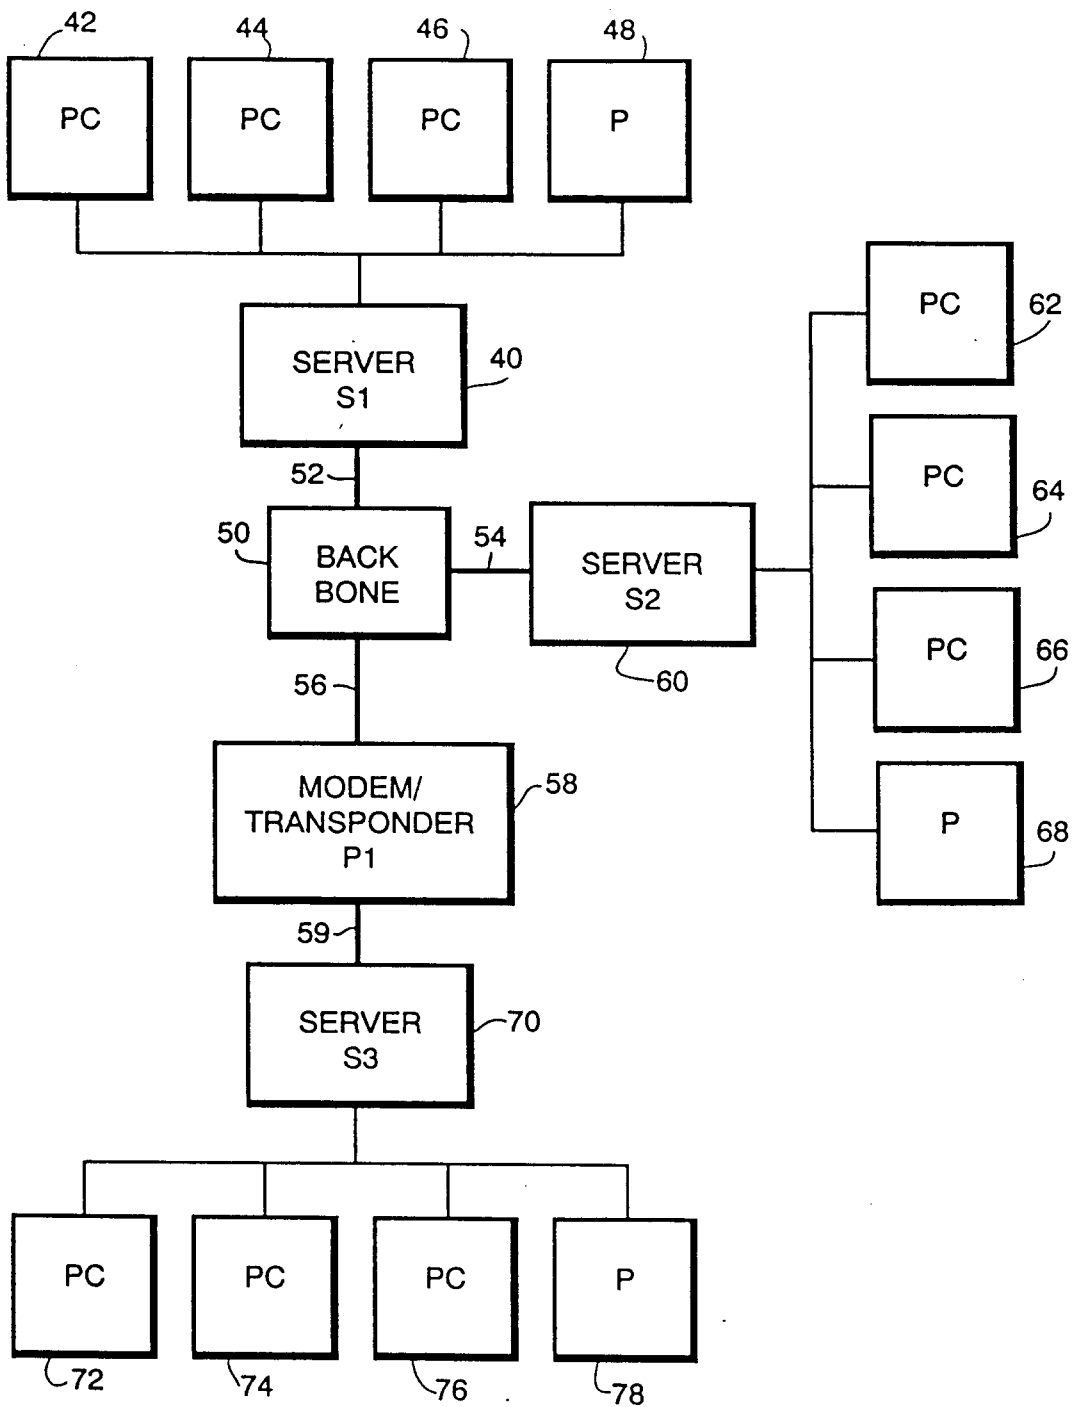 42
44
46
48
PC
PC
PC
P
SERVER
S1
40
52
50
BACK
BONE
54
SERVER
S2
60
PC
62
PC
64
PC
66
P
68
56
MODEM/
TRANSPONDER
P1
58
59
SERVER
S3
70
PC
PC
PC
P
72
74
76
78